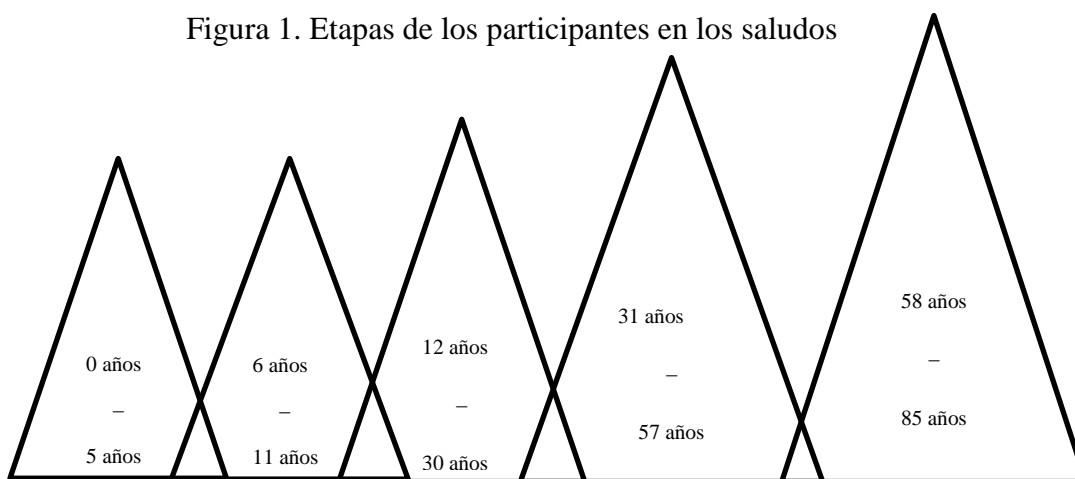 Figura 1. Etapas de los participantes en los saludos
0 años
–
5 años
6 años
–
11 años
12 años
–
30 años
31 años
–
57 años
58 años
–
85 años